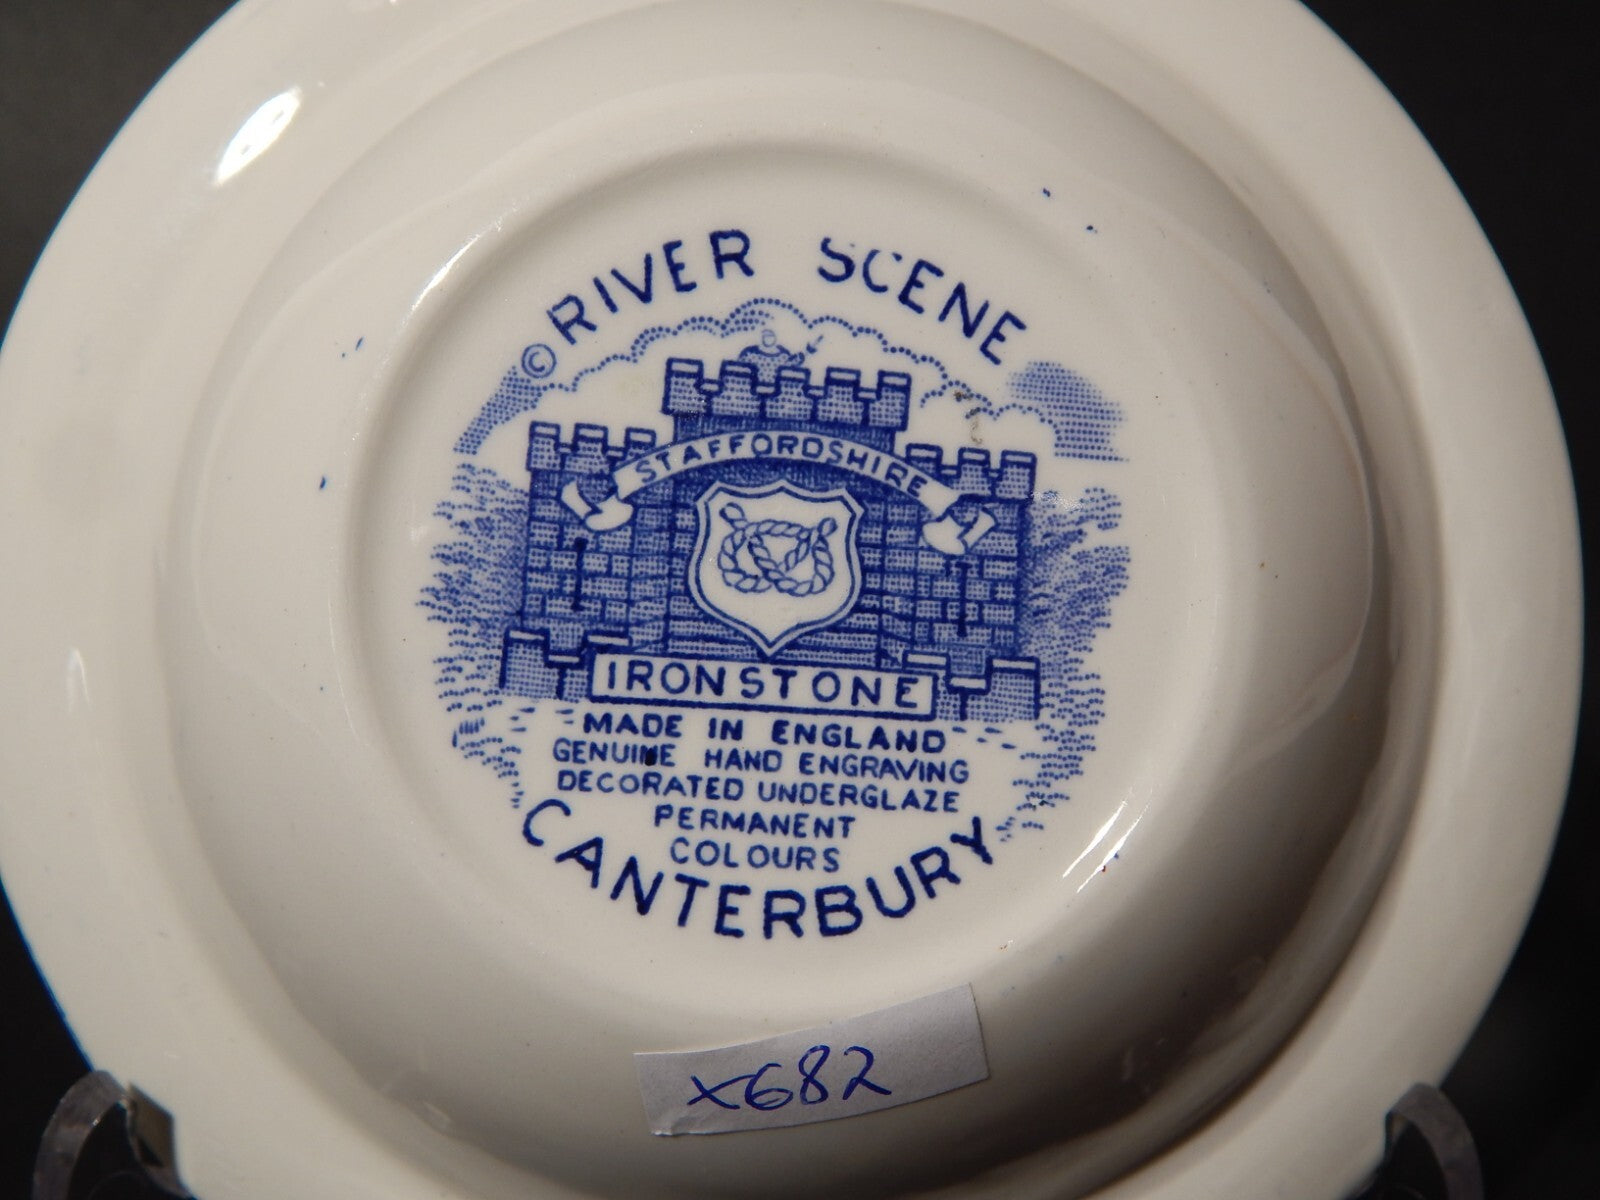 © RIVER SCENE
STAFFORDSHIRE
IRONSTONE
MADE IN ENGLAND
GENUINE HAND ENGRAVING
DECORATED UNDERGLAZE
PERMANENT
COLOURS
CANTERBURY
x682